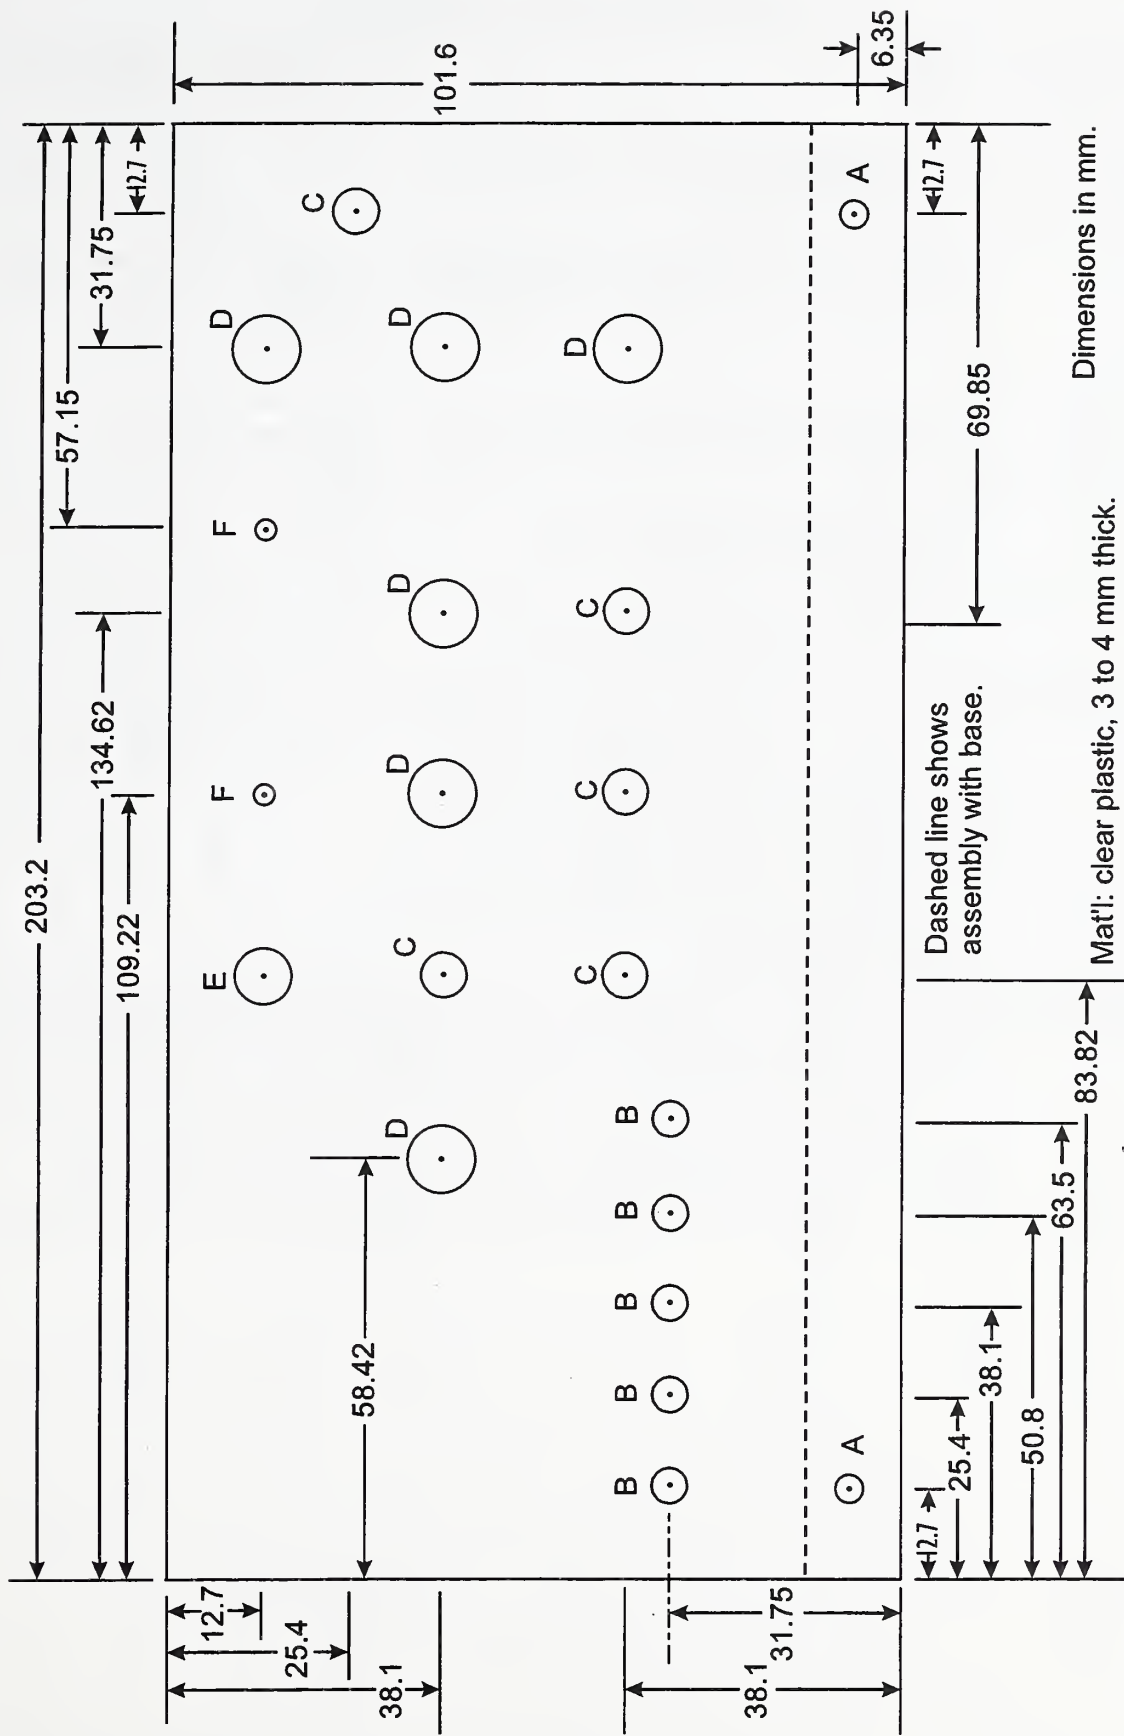 203.2
57.15
134.62
31.75
109.22
12.7
12.7
E
F
F
D
25.4
C
58.42
38.1
D
C
D
D
D
101.6
B
B
B
B
B
C
C
C
D
38.1
31.75
A
A
6.35
12.7
25.4
38.1
50.8
63.5
83.82
Dashed line shows
assembly with base.
12.7
69.85
Dimensions in mm.
Mat'l: clear plastic, 3 to 4 mm thick.